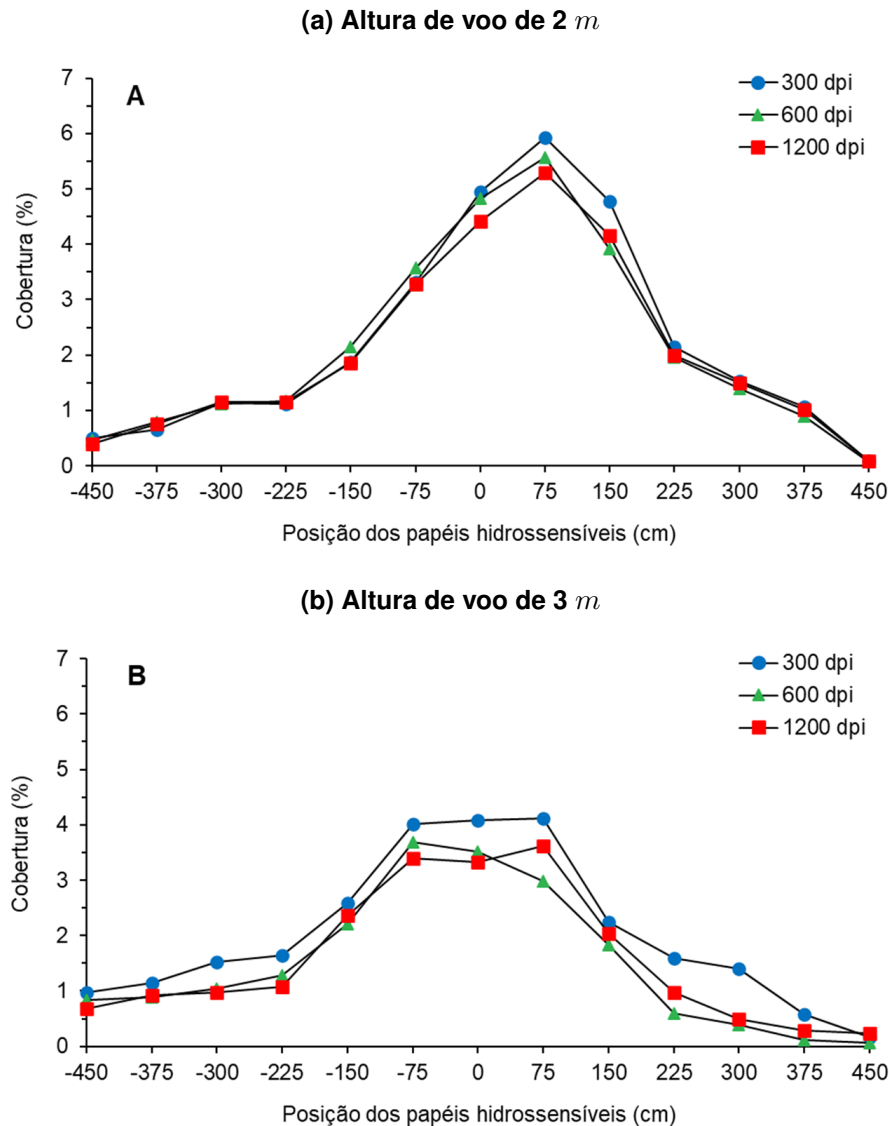 (a) Altura de voo de 2 m
A
300 dpi
600 dpi
1200 dpi
Cobertura (%)
7
6
5
4
3
2
1
0
-450 -375 -300 -225 -150 -75 0 75 150 225 300 375 450
Posição dos papéis hidrossensíveis (cm)
(b) Altura de voo de 3 m
B
300 dpi
600 dpi
1200 dpi
Cobertura (%)
7
6
5
4
3
2
1
0
-450 -375 -300 -225 -150 -75 0 75 150 225 300 375 450
Posição dos papéis hidrossensíveis (cm)